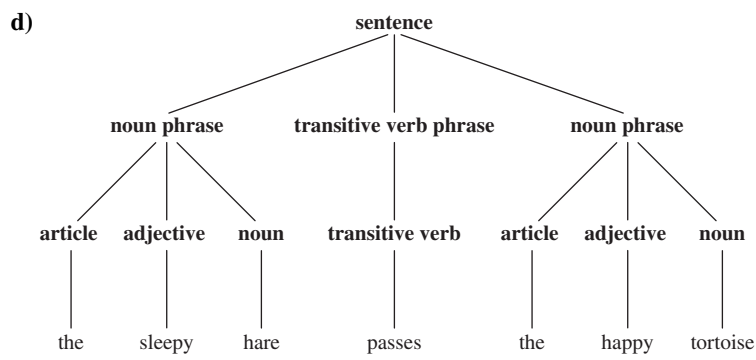 d) sentence
noun phrase transitive verb phrase noun phrase
article adjective noun transitive verb article adjective noun
the sleepy hare passes the happy tortoise